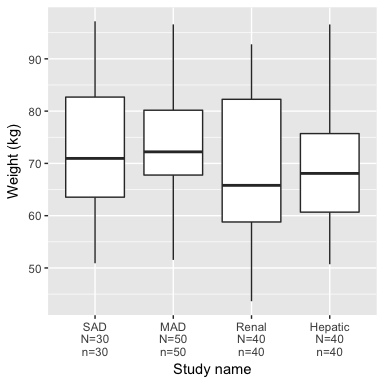 Weight (kg)
90
80
70
60
50
SAD
N=30
n=30
MAD
N=50
n=50
Renal
N=40
n=40
Hepatic
N=40
n=40
Study name